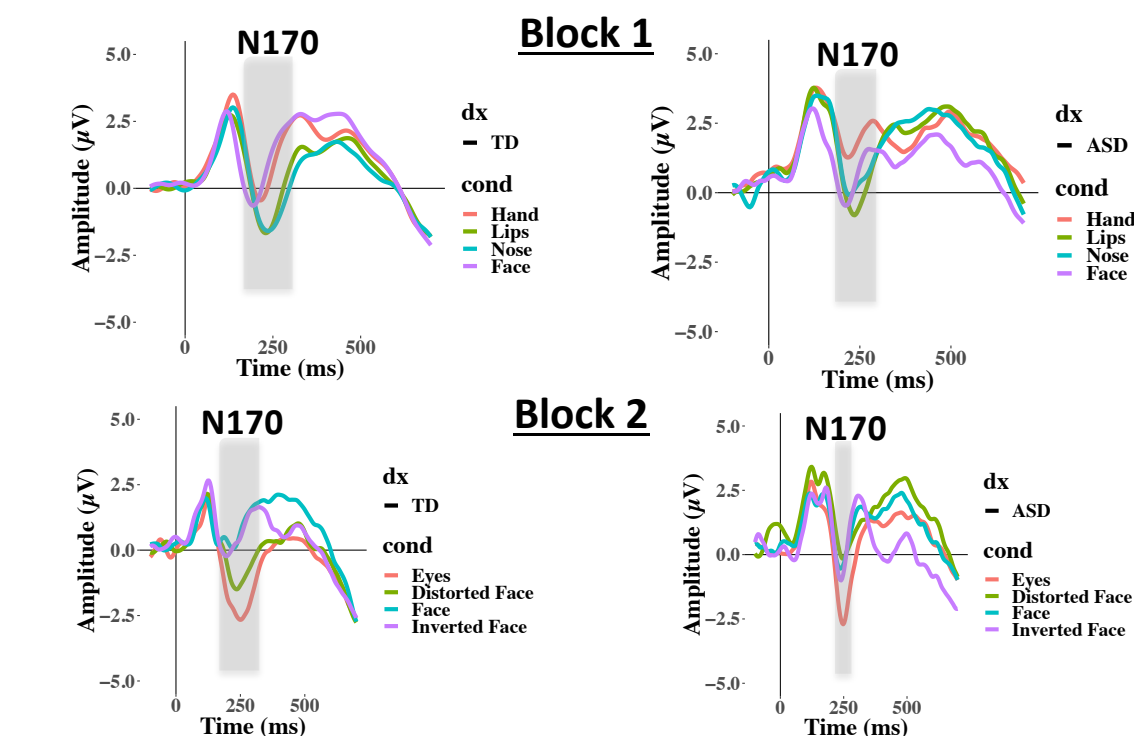 Block 1
N170
5.0
2.5
0.0
−2.5
−5.0
Amplitude (µV)
0 250 500
Time (ms)
dx
TD
cond
Hand
Lips
Nose
Face
N170
5.0
2.5
0.0
−2.5
−5.0
Amplitude (µV)
0 250 500
Time (ms)
dx
ASD
cond
Hand
Lips
Nose
Face
Block 2
N170
5.0
2.5
0.0
−2.5
−5.0
Amplitude (µV)
0 250 500
Time (ms)
dx
TD
cond
Eyes
Distorted Face
Face
Inverted Face
N170
5.0
2.5
0.0
−2.5
−5.0
Amplitude (µV)
0 250 500
Time (ms)
dx
ASD
cond
Eyes
Distorted Face
Face
Inverted Face